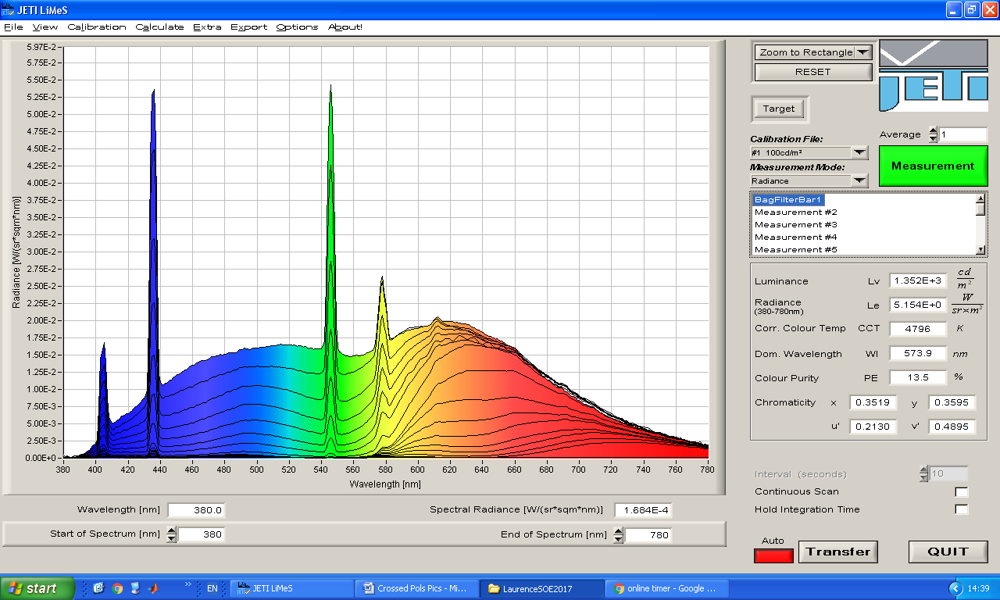 JETI LiMeS
File View Calibration Calculate Extra Export Options About!
5.97E-2
5.75E-2
5.50E-2
5.25E-2
5.00E-2
4.75E-2
4.50E-2
4.25E-2
4.00E-2
3.75E-2
3.50E-2
3.25E-2
3.00E-2
2.75E-2
2.50E-2
2.25E-2
2.00E-2
1.75E-2
1.50E-2
1.25E-2
1.00E-2
7.50E-3
5.00E-3
2.50E-3
0.00E+0
Radiance [W/(sr*sqm*nm)]
380 400 420 440 460 480 500 520 540 560 580 600 620 640 660 680 700 720 740 760 780
Wavelength [nm]
Wavelength [nm] 380.0 Spectral Radiance [W/(sr*sqm*nm)] 1.684E-4
Start of Spectrum [nm] 380 End of Spectrum [nm] 780
Zoom to Rectangle
RESET
JETI
Target
Calibration File:
#1 100cd/m²
Measurement Mode:
Radiance
Average 1
Measurement
BagFilterBar1
Measurement #2
Measurement #3
Measurement #4
Measurement #5
Luminance Lv 1.352E+3 cd/m²
Radiance Le 5.154E+0 W/sr×m²
(380-780nm)
Corr. Colour Temp CCT 4796 K
Dom. Wavelength Wl 573.9 nm
Colour Purity PE 13.5 %
Chromaticity x 0.3519 y 0.3595
u' 0.2130 v' 0.4895
Interval (seconds) 10
Continuous Scan
Hold Integration Time
Auto
Transfer QUIT
start EN JETI LiMeS Crossed Pols Pics - Mi... LaurenceSOE2017 online timer - Google ... 14:39